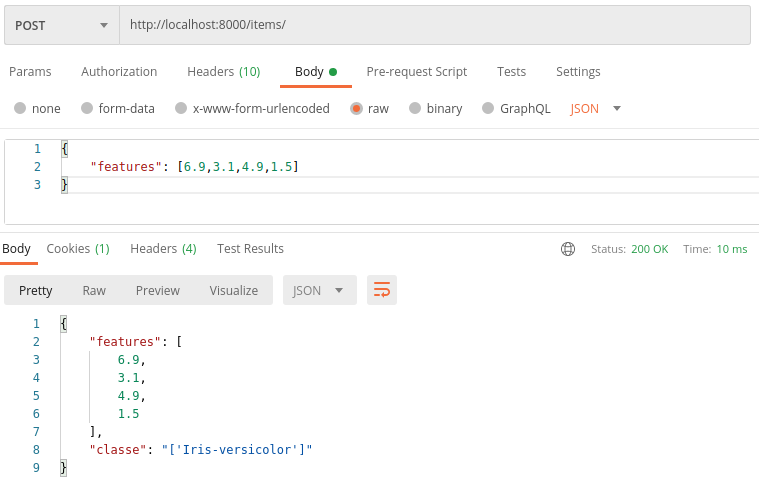 POST http://localhost:8000/items/
Params Authorization Headers (10) Body Pre-request Script Tests Settings
none form-data x-www-form-urlencoded raw binary GraphQL JSON
1 {
2 "features": [6.9,3.1,4.9,1.5]
3 }
Body Cookies (1) Headers (4) Test Results Status: 200 OK Time: 10 ms
Pretty Raw Preview Visualize JSON
1 {
2 "features": [
3 6.9,
4 3.1,
5 4.9,
6 1.5
7 ],
8 "classe": "['Iris-versicolor']"
9 }